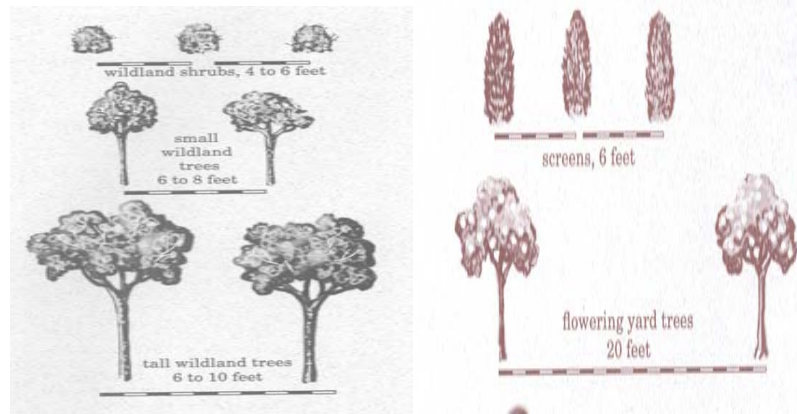 wildland shrubs, 4 to 6 feet
small
wildland
trees
6 to 8 feet
tall wildland trees
6 to 10 feet
screens, 6 feet
flowering yard trees
20 feet